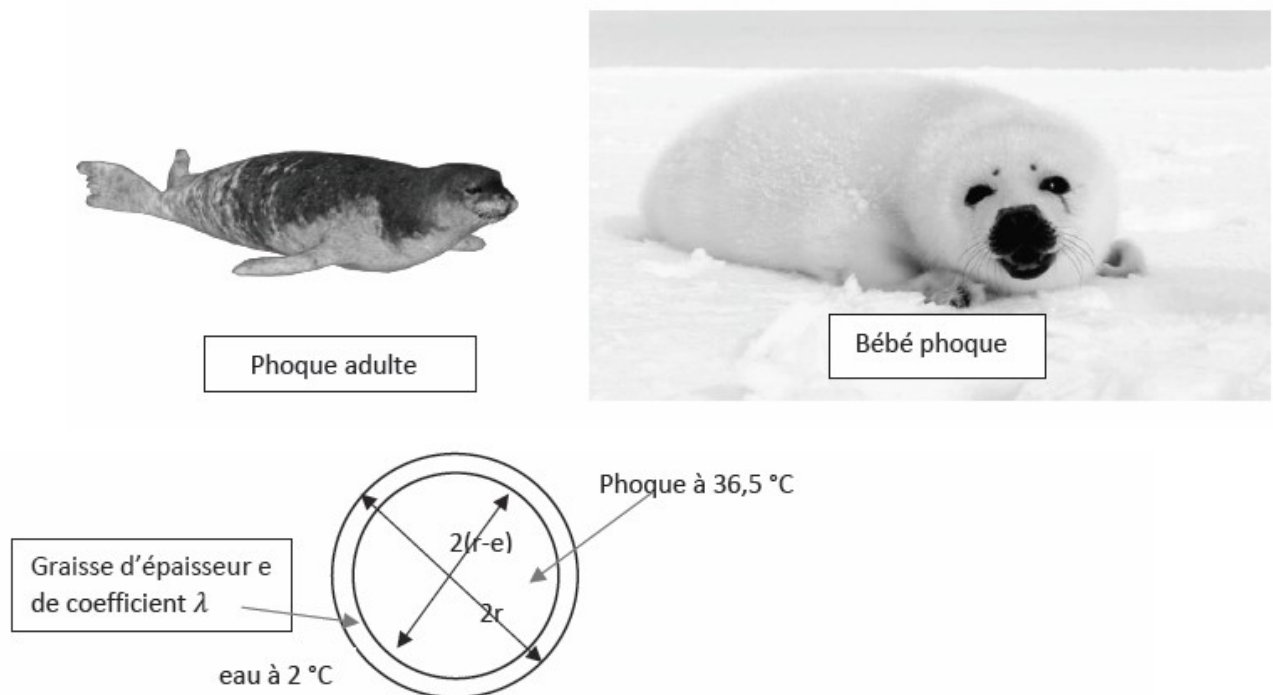 Phoque adulte
Bébé phoque
Phoque à 36,5 °C
2(r-e)
Graisse d'épaisseur e
de coefficient λ
2r
eau à 2 °C